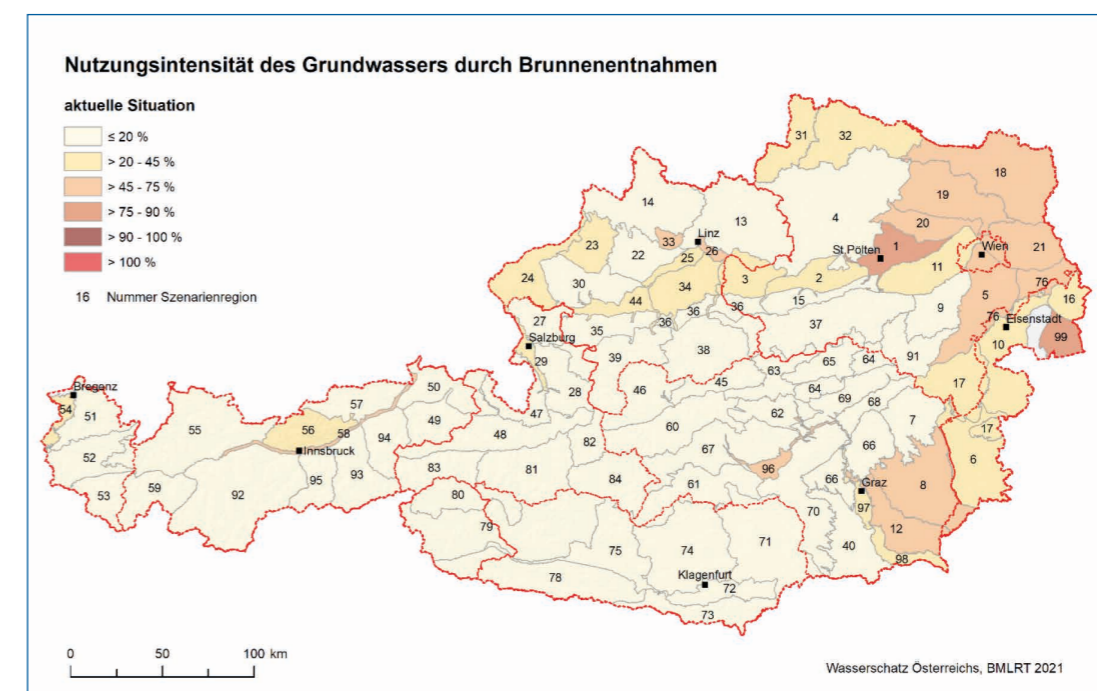 Nutzungsintensität des Grundwassers durch Brunnenentnahmen
aktuelle Situation
≤ 20 %
> 20 - 45 %
> 45 - 75 %
> 75 - 90 %
> 90 - 100 %
> 100 %
16 Nummer Szenarienregion
31 32
18
14 13 4 19
20
23 33 Linz 26 St Pölten 1 Wien 21
22 25
24 30 34 3 2 11 76
44 15 5 16
27 35 36 36 36 37 9 76 Eisenstadt
Salzburg 10 99
29 39 38 91
50 28 46 45 63 65 64 17
57 47 64
Bregenz
54 51 55 56 58 49 48 60 62 69 68 7 17
52 Innsbruck 94 82 67 66 6
53 59 92 95 93 83 81 84 61 96 66 Graz 8
80 97
79 70 12
75 74 71 40 98
78 Klagenfurt 72
73
0 50 100 km
Wasserschatz Österreichs, BMLRT 2021